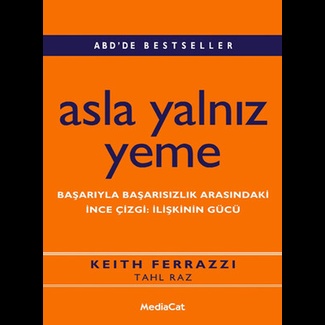 ABD'DE BESTSELLER
asla yalnız
yeme
BAŞARIYLA BAŞARISIZLIK ARASINDAKİ
İNCE ÇİZGİ: İLİŞKİNİN GÜCÜ
KEITH FERRAZZI
TAHL RAZ
MediaCat